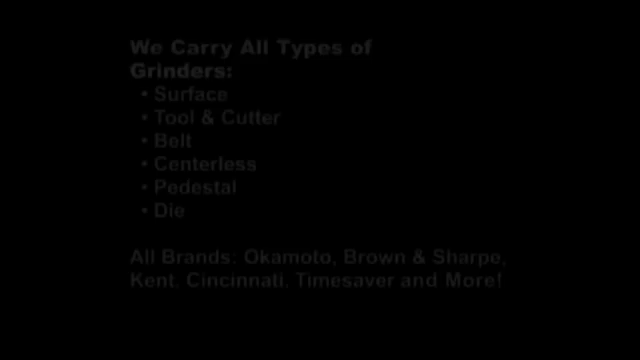 We Carry All Types of
Grinders:
• Surface
• Tool & Cutter
• Belt
• Centerless
• Pedestal
• Die
All Brands: Okamoto, Brown & Sharpe,
Kent, Cincinnati, Timesaver and More!